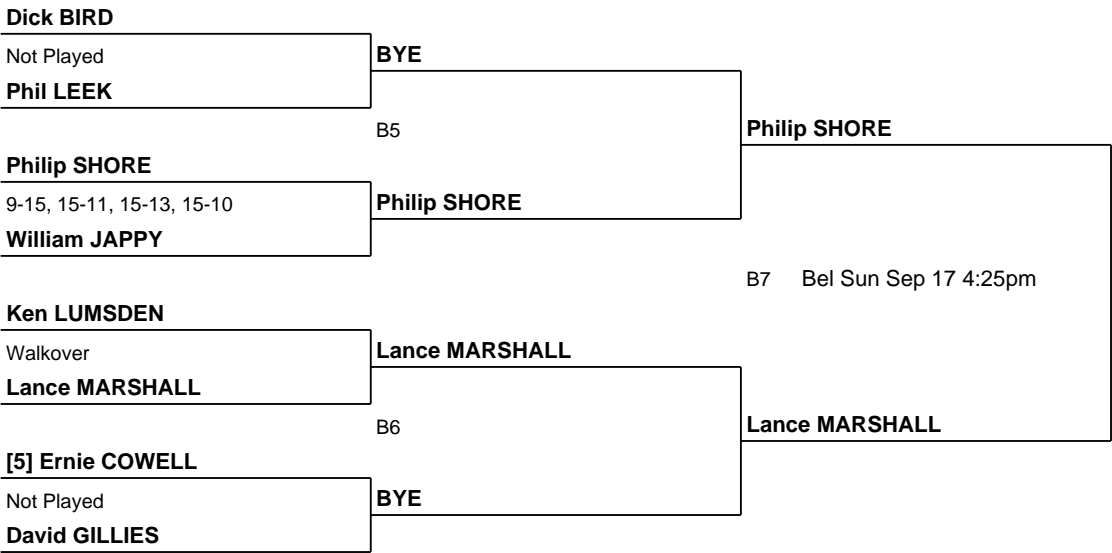 Dick BIRD
Not Played
BYE
Phil LEEK
B5
Philip SHORE
Philip SHORE
9-15, 15-11, 15-13, 15-10
Philip SHORE
William JAPPY
B7 Bel Sun Sep 17 4:25pm
Ken LUMSDEN
Walkover
Lance MARSHALL
Lance MARSHALL
B6
Lance MARSHALL
[5] Ernie COWELL
Not Played
BYE
David GILLIES